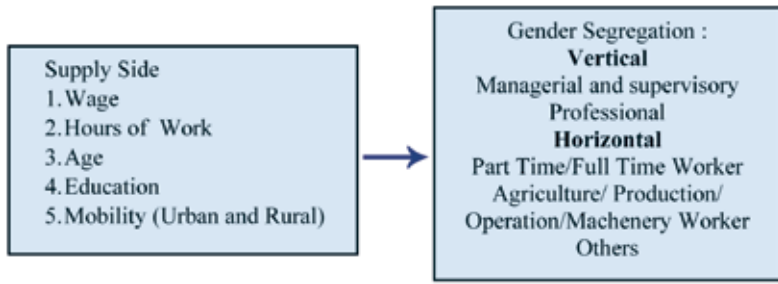 Supply Side
1.Wage
2.Hours of Work
3.Age
4.Education
5.Mobility (Urban and Rural)
Gender Segregation :
Vertical
Managerial and supervisory
Professional
Horizontal
Part Time/Full Time Worker
Agriculture/ Production/
Operation/Machenery Worker
Others